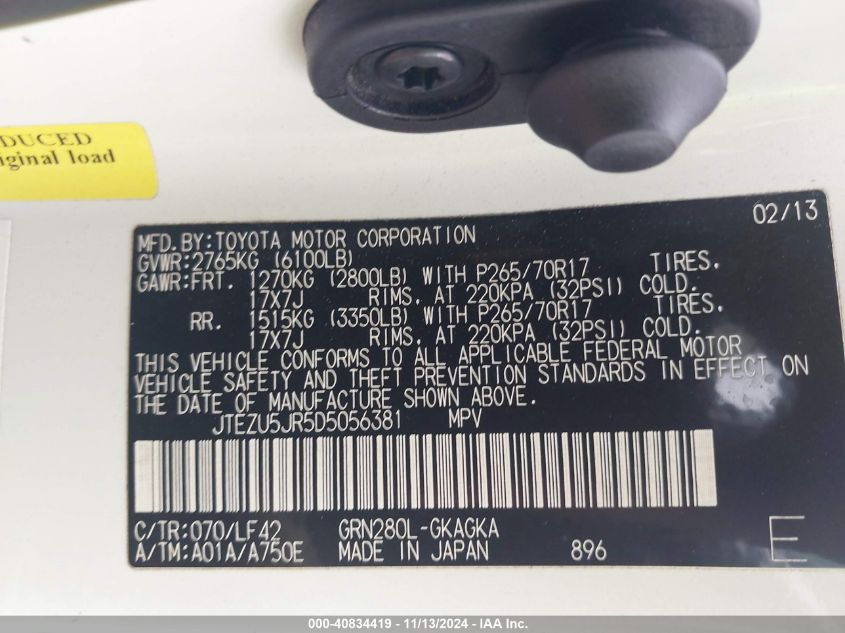 DUCED
iginal load
02/13
MFD.BY:TOYOTA MOTOR CORPORATION
GVWR:2765KG (6100LB)
GAWR:FRT. 1270KG (2800LB) WITH P265/70R17 TIRES.
17X7J RIMS, AT 220KPA (32PSI) COLD.
RR. 1515KG (3350LB) WITH P265/70R17 TIRES.
17X7J RIMS, AT 220KPA (32PSI) COLD.
THIS VEHICLE CONFORMS TO ALL APPLICABLE FEDERAL MOTOR
VEHICLE SAFETY AND THEFT PREVENTION STANDARDS IN EFFECT ON
THE DATE OF MANUFACTURE SHOWN ABOVE.
JTEZU5JR5D5056381 MPV
C/TR:070/LF42 GRN280L-GKAGKA
A/TM:A01A/A750E MADE IN JAPAN 896 E
000-40834419 - 11/13/2024 - IAA Inc.